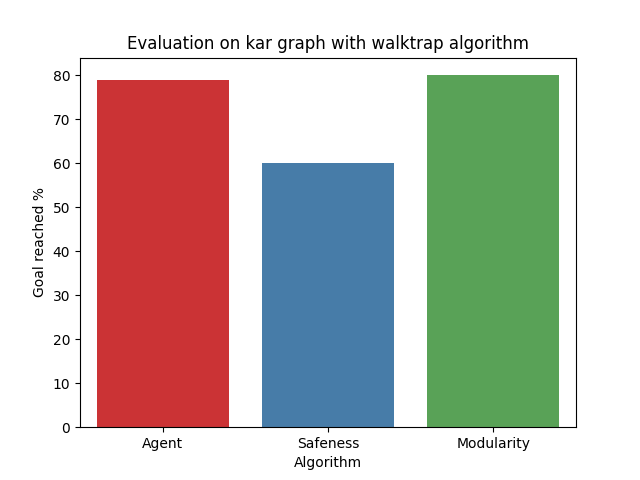 Evaluation on kar graph with walktrap algorithm
Goal reached %
80
70
60
50
40
30
20
10
0
Agent
Safeness
Modularity
Algorithm